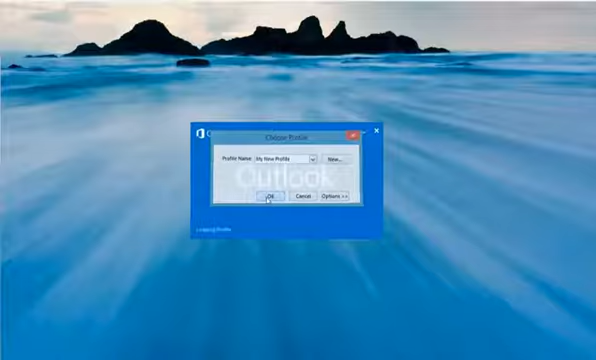 Choose Profile
Profile Name: My New Profile New...
Outlook
OK Cancel Options >>
Loading Profile